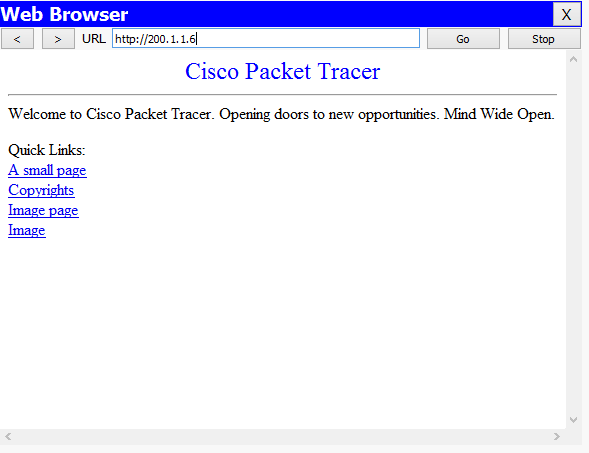 Web Browser X
< > URL http://200.1.1.6 Go Stop
Cisco Packet Tracer
Welcome to Cisco Packet Tracer. Opening doors to new opportunities. Mind Wide Open.
Quick Links:
A small page
Copyrights
Image page
Image